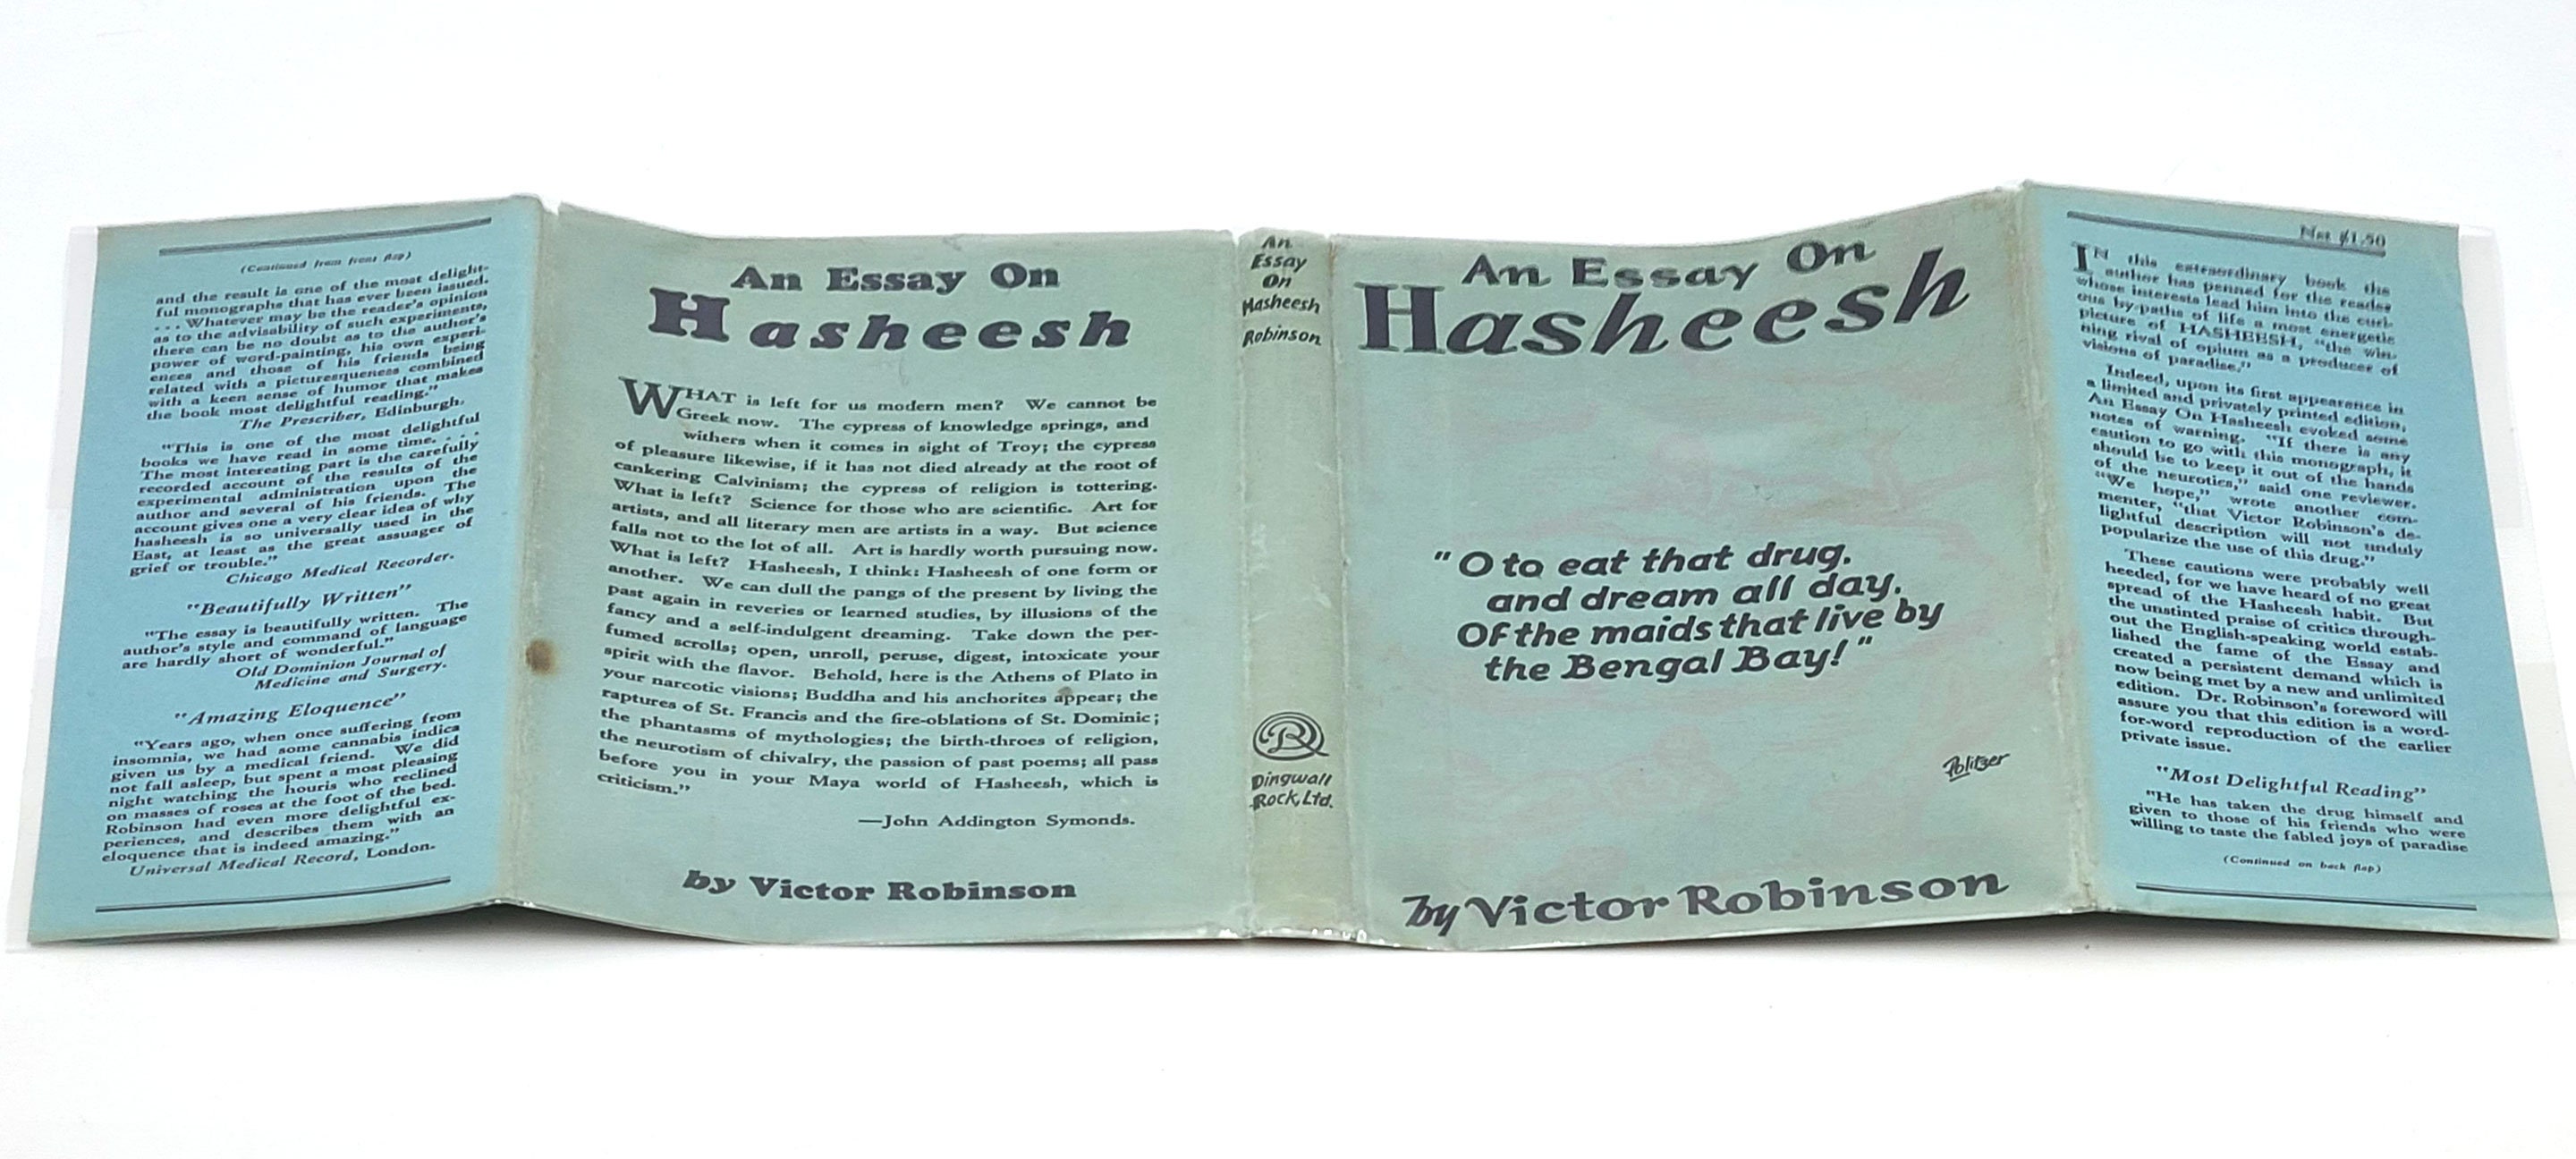 (Continued from front flap)
and the result is one of the most delight-
ful monographs that has ever been issued.
. . . Whatever may be the reader's opinion
as to the advisability of such experiments,
there can be no doubt as to the author's
power of word-painting, his own experi-
ences and those of his friends being
related with a picturesqueness combined
with a keen sense of humor that makes
the book most delightful reading."
The Prescriber, Edinburgh.
"This is one of the most delightful
books we have read in some time. . . .
The most interesting part is the carefully
recorded account of the results of the
experimental administration upon the
author and several of his friends. The
account gives one a very clear idea of why
hasheesh is so universally used in the
East, at least as the great assuager of
grief or trouble."
Chicago Medical Recorder.
"Beautifully Written"
"The essay is beautifully written. The
author's style and command of language
are hardly short of wonderful."
Old Dominion Journal of
Medicine and Surgery.
"Amazing Eloquence"
"Years ago, when once suffering from
insomnia, we had some cannabis indica
given us by a medical friend. We did
not fall asleep, but spent a most pleasing
night watching the houris who reclined
on masses of roses at the foot of the bed.
Robinson had even more delightful ex-
periences, and describes them with an
eloquence that is indeed amazing."
Universal Medical Record, London.
An Essay On
Hasheesh
WHAT is left for us modern men? We cannot be
Greek now. The cypress of knowledge springs, and
withers when it comes in sight of Troy; the cypress
of pleasure likewise, if it has not died already at the root of
cankering Calvinism; the cypress of religion is tottering.
What is left? Science for those who are scientific. Art for
artists, and all literary men are artists in a way. But science
falls not to the lot of all. Art is hardly worth pursuing now.
What is left? Hasheesh, I think: Hasheesh of one form or
another. We can dull the pangs of the present by living the
past again in reveries or learned studies, by illusions of the
fancy and a self-indulgent dreaming. Take down the per-
fumed scrolls; open, unroll, peruse, digest, intoxicate your
spirit with the flavor. Behold, here is the Athens of Plato in
your narcotic visions; Buddha and his anchorites appear; the
raptures of St. Francis and the fire-oblations of St. Dominic;
the phantasms of mythologies; the birth-throes of religion,
the neurotism of chivalry, the passion of past poems; all pass
before you in your Maya world of Hasheesh, which is
criticism."
—John Addington Symonds.
by Victor Robinson
An
Essay
On
Hasheesh
Robinson
DR
Dingwall
-Rock, Ltd.
An Essay On
Hasheesh
"O to eat that drug,
and dream all day,
Of the maids that live by
the Bengal Bay!"
Politzer
by Victor Robinson
Net $1.50
IN this extraordinary book the
author has penned for the reader
whose interests lead him into the curi-
ous by-paths of life a most energetic
picture of HASHEESH, "the win-
ning rival of opium as a producer of
visions of paradise."
Indeed, upon its first appearance in
a limited and privately printed edition,
An Essay On Hasheesh evoked some
notes of warning. "If there is any
caution to go with this monograph, it
should be to keep it out of the hands
of the neurotics," said one reviewer.
"We hope," wrote another com-
menter, "that Victor Robinson's de-
lightful description will not unduly
popularize the use of this drug."
These cautions were probably well
heeded, for we have heard of no great
spread of the Hasheesh habit. But
the unstinted praise of critics through-
out the English-speaking world estab-
lished the fame of the Essay and
created a persistent demand which is
now being met by a new and unlimited
edition. Dr. Robinson's foreword will
assure you that this edition is a word-
for-word reproduction of the earlier
private issue.
"Most Delightful Reading"
"He has taken the drug himself and
given to those of his friends who were
willing to taste the fabled joys of paradise
(Continued on back flap)